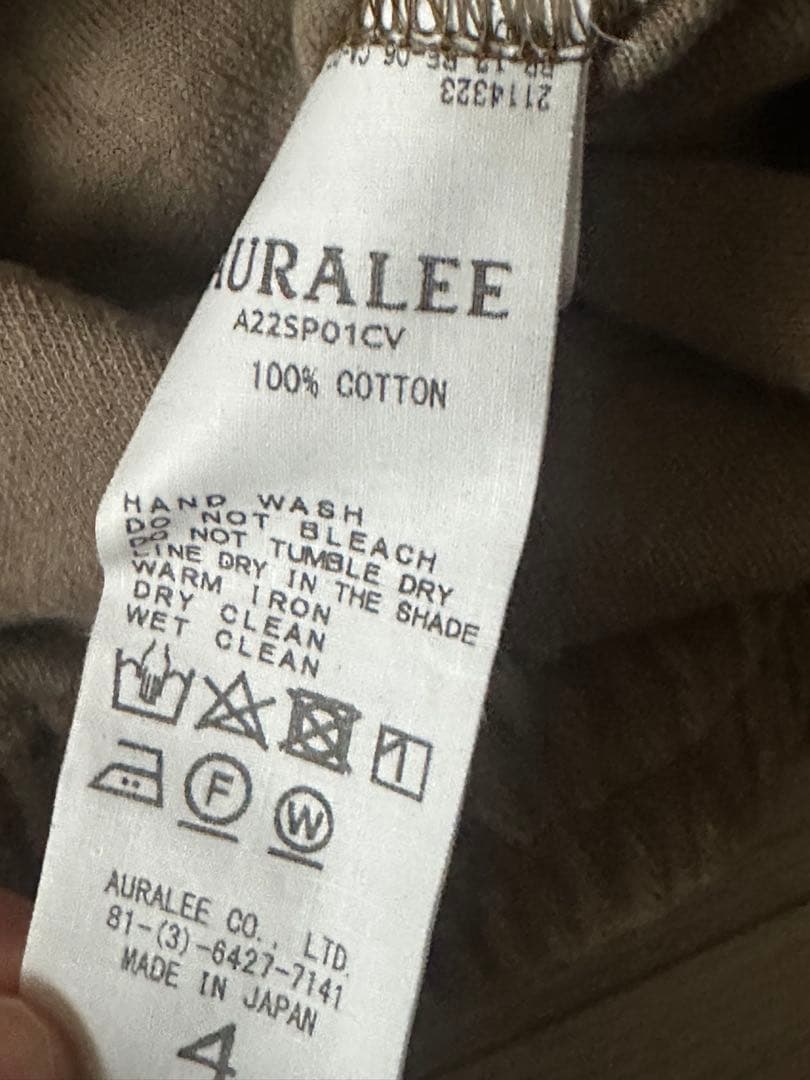 2114323
AURALEE
A22SP01CV
100% COTTON
HAND WASH
DO NOT BLEACH
DO NOT TUMBLE DRY
LINE DRY IN THE SHADE
WARM IRON
DRY CLEAN
WET CLEAN
F W
AURALEE CO., LTD.
81-(3)-6427-7141
MADE IN JAPAN
4